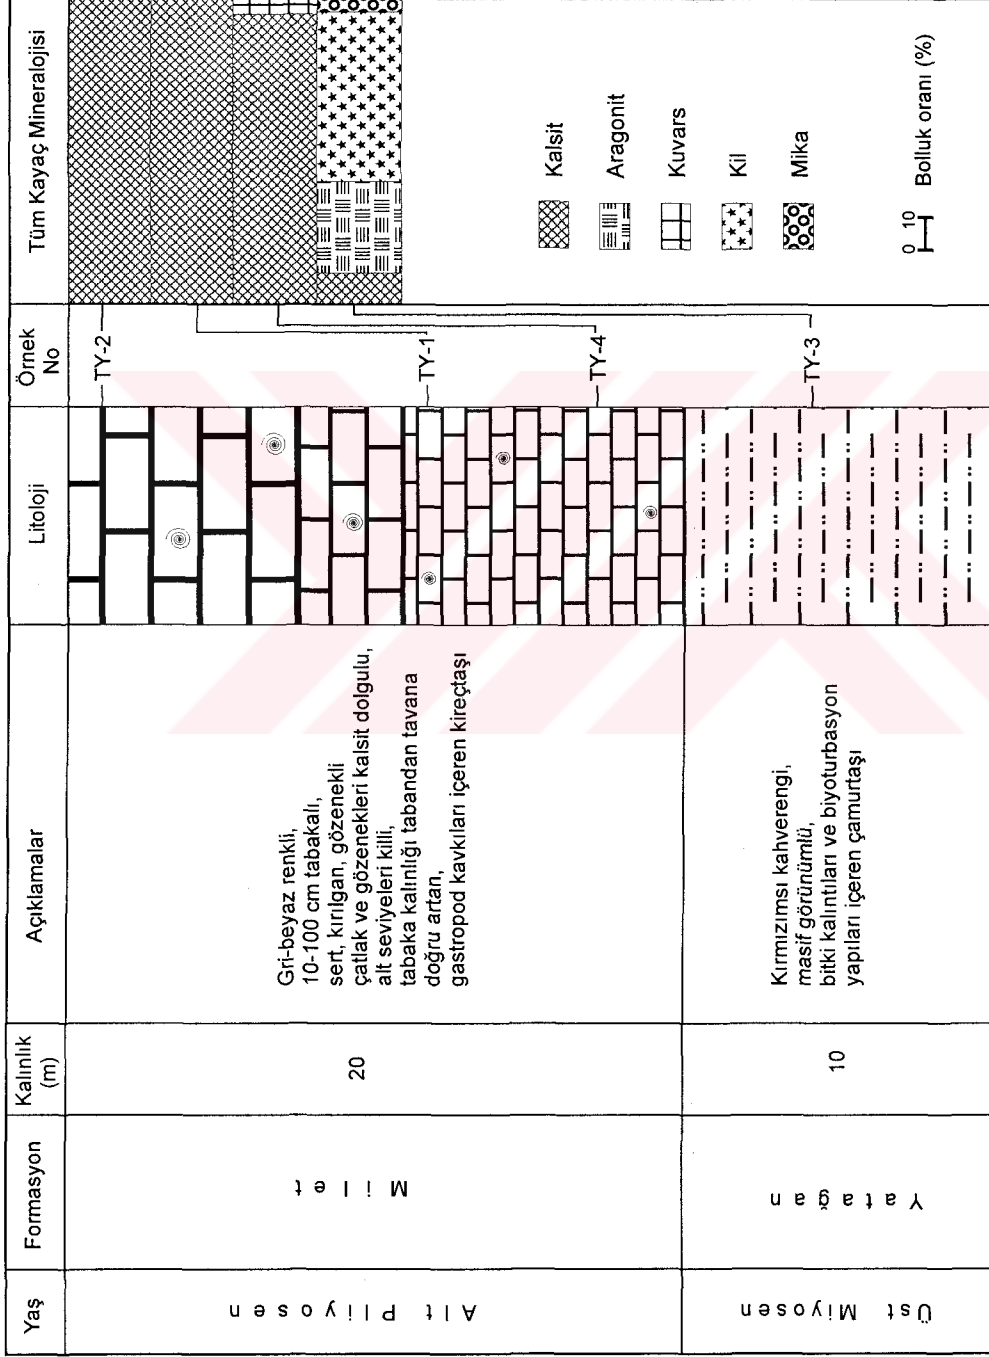 Yaş
Formasyon
Kalınlık
(m)
Açıklamalar
Litoloji
Örnek
No
Tüm Kayaç Mineralojisi
Alt Pliyosen
Milet
20
Gri-beyaz renkli,
10-100 cm tabakalı,
sert, kırılgan, gözenekli
çatlak ve gözenekleri kalsit dolgulu,
alt seviyeleri killi,
tabaka kalınlığı tabandan tavana
doğru artan,
gastropod kavkıları içeren kireçtaşı
TY-2
TY-1
TY-4
Üst Miyosen
Yatağan
10
Kırmızımsı kahverengi,
masif görünümlü,
bitki kalıntıları ve biyoturbasyon
yapıları içeren çamurtaşı
TY-3
Kalsit
Aragonit
Kuvars
Kil
Mika
0 10
Bolluk oranı (%)